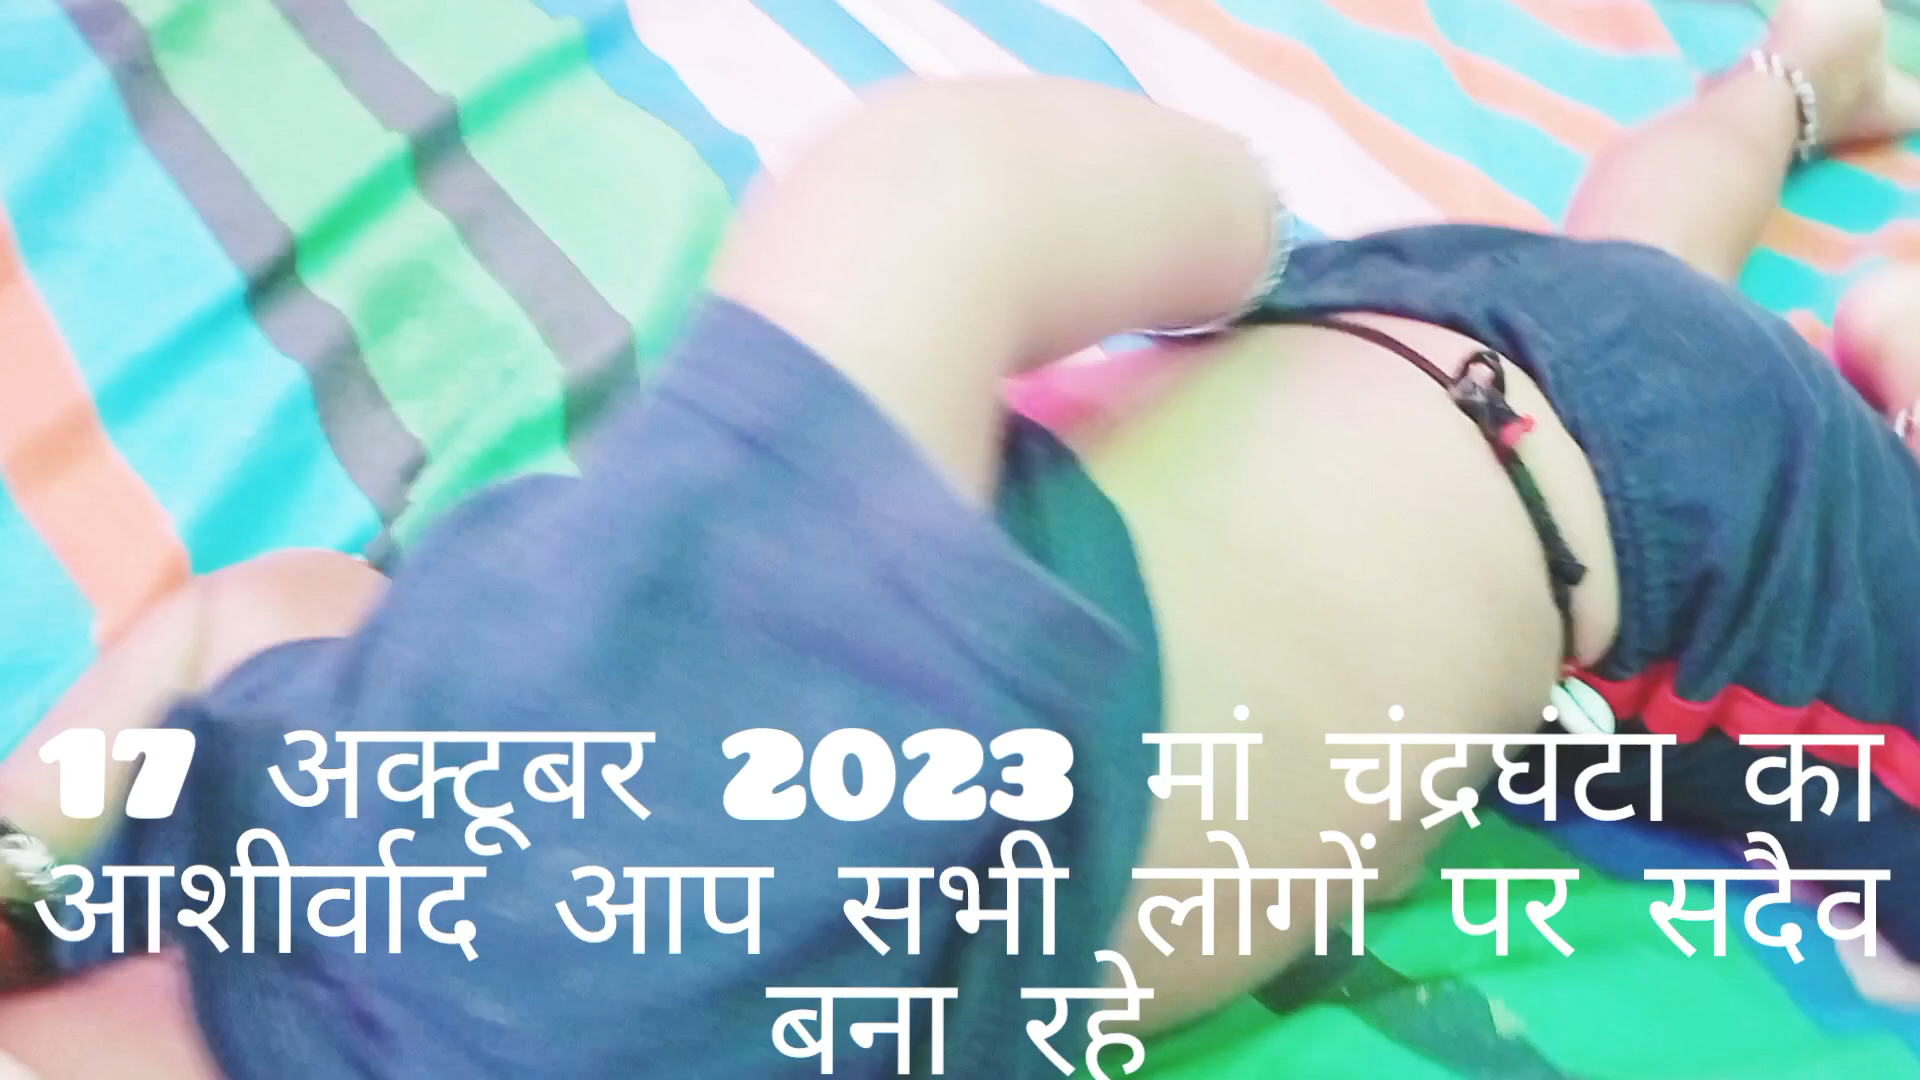 17 अक्टूबर 2023 मां चंद्रघंटा का
आशीर्वाद आप सभी लोगों पर सदैव
बना रहे